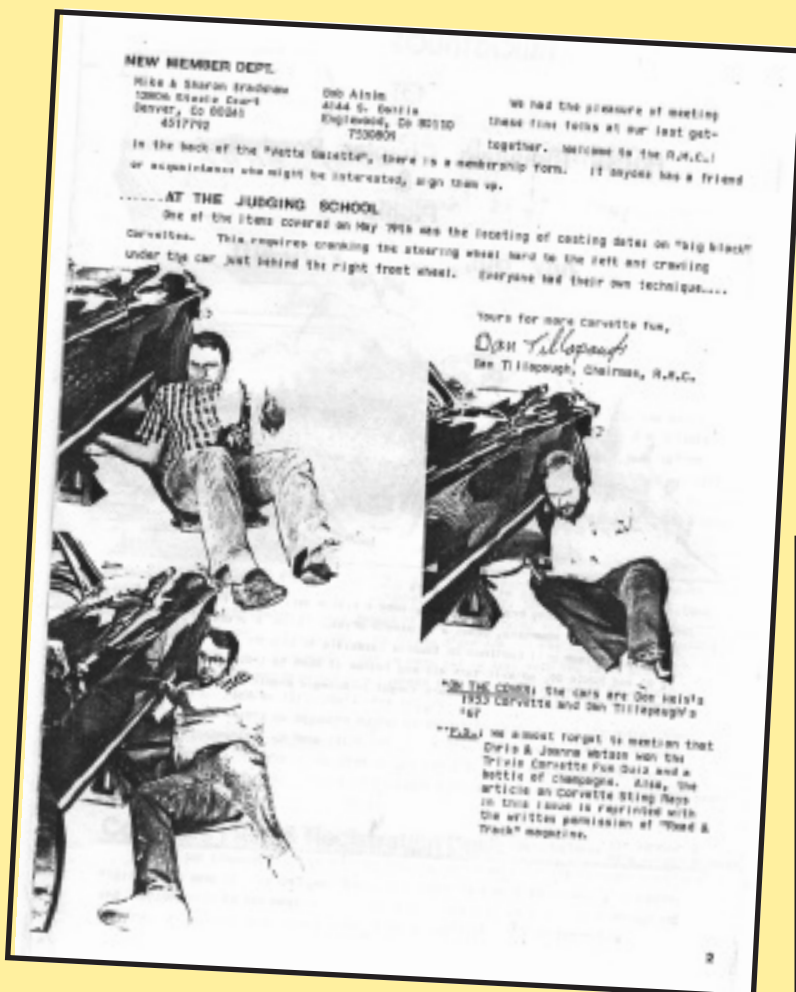 NEW MEMBER DEPT.
Mike & Sharon Bradshaw
Court
Denver, Co
4517792
Bob
4144 S.
Englewood, Co 80110
7530809
We had the pleasure of meeting
these fine folks at our last get-
together. Welcome to the R.M.C.!
In the back of the "Vette Gazette", there is a membership form. If anyone has a friend
or acquaintance who might be interested, sign them up.
......AT THE JUDGING SCHOOL
One of the items covered on May 19th was the locating of casting dates on "big block"
Corvettes. This requires cranking the steering wheel hard to the left and crawling
under the car just behind the right front wheel. Everyone had their own technique....
Yours for more Corvette fun,
Dan Tillapaugh
Dan Tillapaugh, Chairman, R.M.C.
*ON THE COVER: the cars are Don
1953 Corvette and Dan Tillapaugh's
'67
**P.S.: We almost forgot to mention that
Chris & Joanne Watson won the
Trivia Corvette Fun Quiz and a
bottle of champagne. Also, the
article on Corvette Sting Rays
in this issue is reprinted with
the written permission of "Road &
Track" magazine.
2